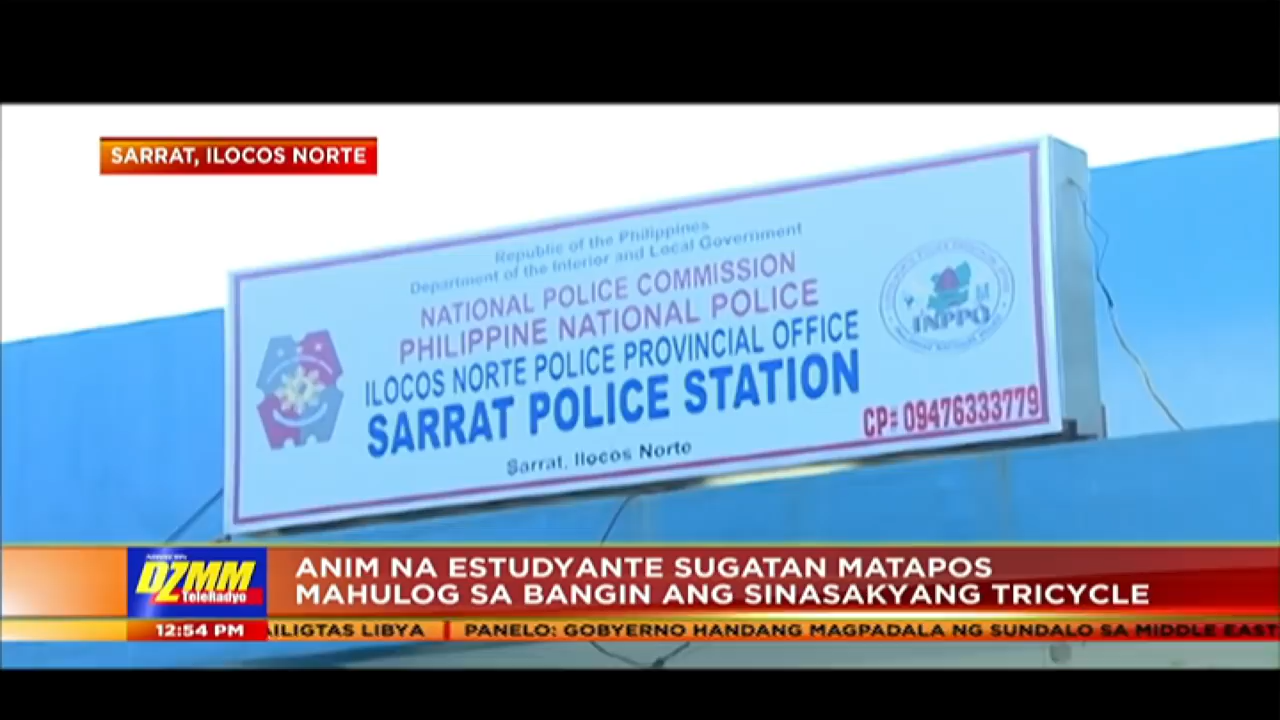 SARRAT, ILOCOS NORTE
Republic of the Philippines
Department of the Interior and Local Government
NATIONAL POLICE COMMISSION
PHILIPPINE NATIONAL POLICE
ILOCOS NORTE POLICE PROVINCIAL OFFICE
SARRAT POLICE STATION
Sarrat, Ilocos Norte
INPPO
CP# 09476333779
DZMM
TeleRadyo
ANIM NA ESTUDYANTE SUGATAN MATAPOS
MAHULOG SA BANGIN ANG SINASAKYANG TRICYCLE
12:54 PM
AILIGTAS LIBYA | PANELO: GOBYERNO HANDANG MAGPADALA NG SUNDALO SA MIDDLE EAST